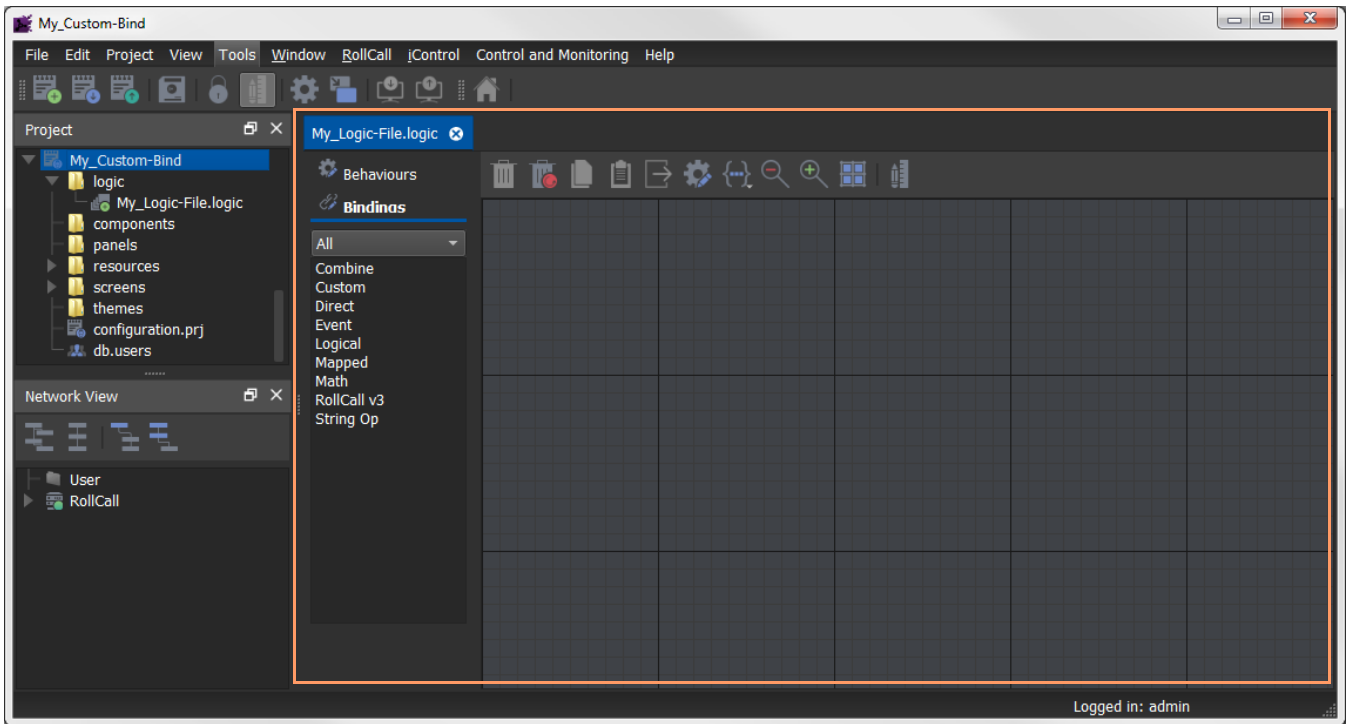 My_Custom-Bind
File Edit Project View Tools Window RollCall iControl Control and Monitoring Help
Project
My_Custom-Bind
logic
My_Logic-File.logic
components
panels
resources
screens
themes
configuration.prj
db.users
Network View
User
RollCall
My_Logic-File.logic
Behaviours
Bindings
All
Combine
Custom
Direct
Event
Logical
Mapped
Math
RollCall v3
String Op
Logged in: admin